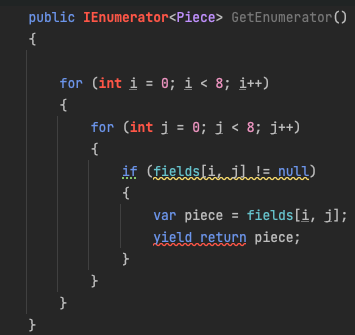 public IEnumerator<Piece> GetEnumerator()
{
for (int i = 0; i < 8; i++)
{
for (int j = 0; j < 8; j++)
{
if (fields[i, j] != null)
{
var piece = fields[i, j];
yield return piece;
}
}
}
}